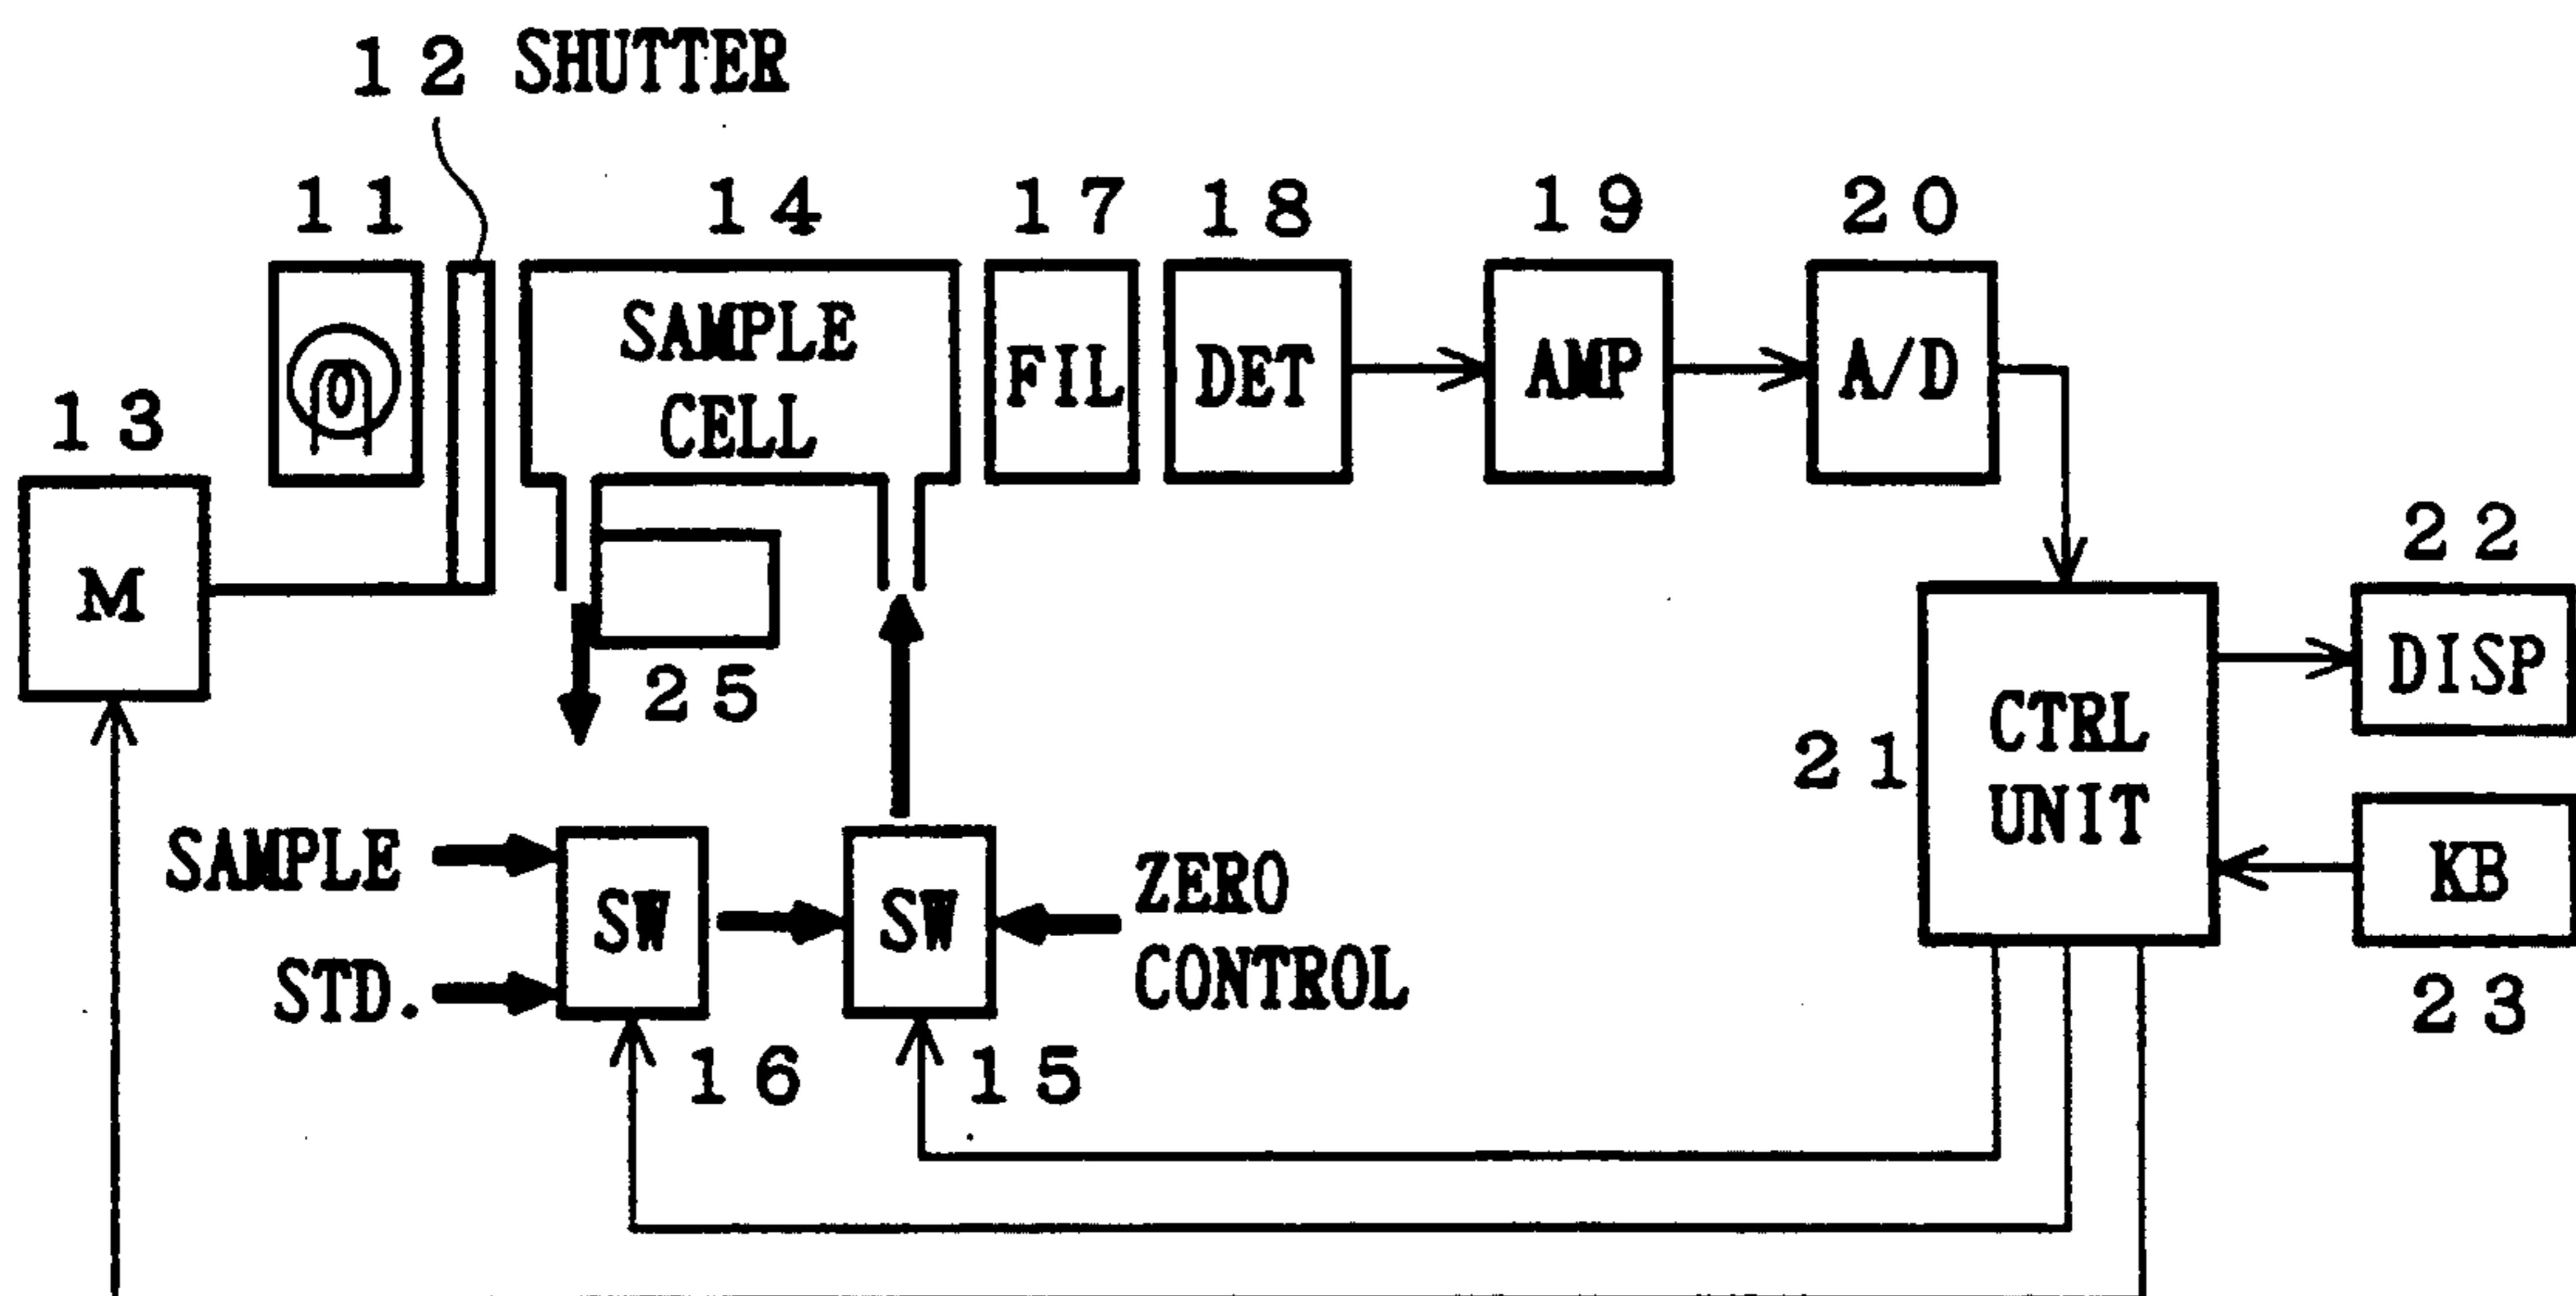 12 SHUTTER
11
14
17
18
19
20
13
SAMPLE
CELL
FIL
DET
AMP
A/D
M
25
22
DISP
21
CTRL
UNIT
SAMPLE
STD.
SW
SW
ZERO
CONTROL
KB
23
16
15